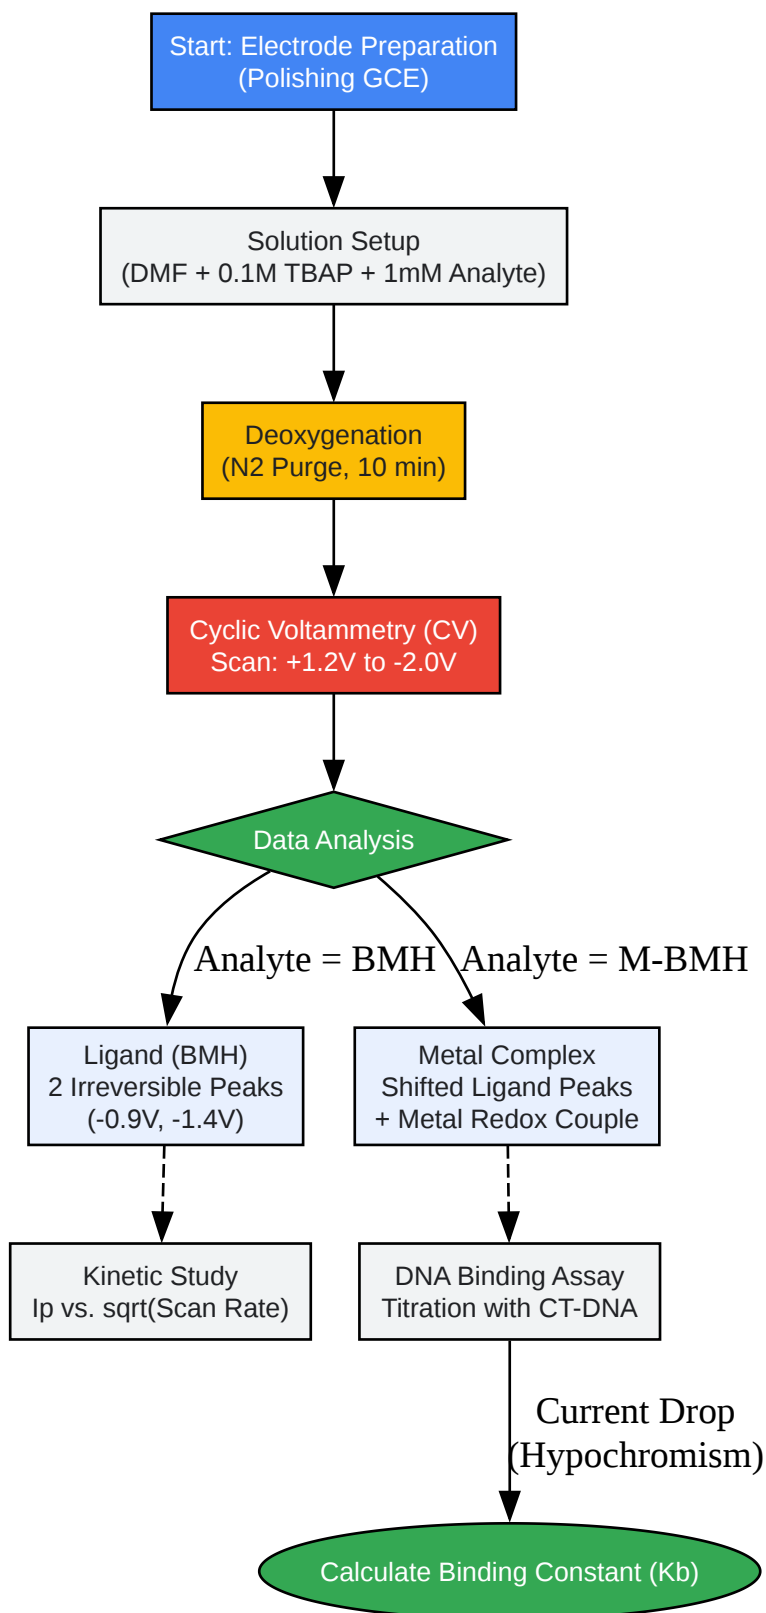 Start: Electrode Preparation
(Polishing GCE)
Solution Setup
(DMF + 0.1M TBAP + 1mM Analyte)
Deoxygenation
(N2 Purge, 10 min)
Cyclic Voltammetry (CV)
Scan: +1.2V to -2.0V
Data Analysis
Analyte = BMH
Analyte = M-BMH
Ligand (BMH)
2 Irreversible Peaks
(-0.9V, -1.4V)
Metal Complex
Shifted Ligand Peaks
+ Metal Redox Couple
Kinetic Study
Ip vs. sqrt(Scan Rate)
DNA Binding Assay
Titration with CT-DNA
Current Drop
(Hypochromism)
Calculate Binding Constant (Kb)